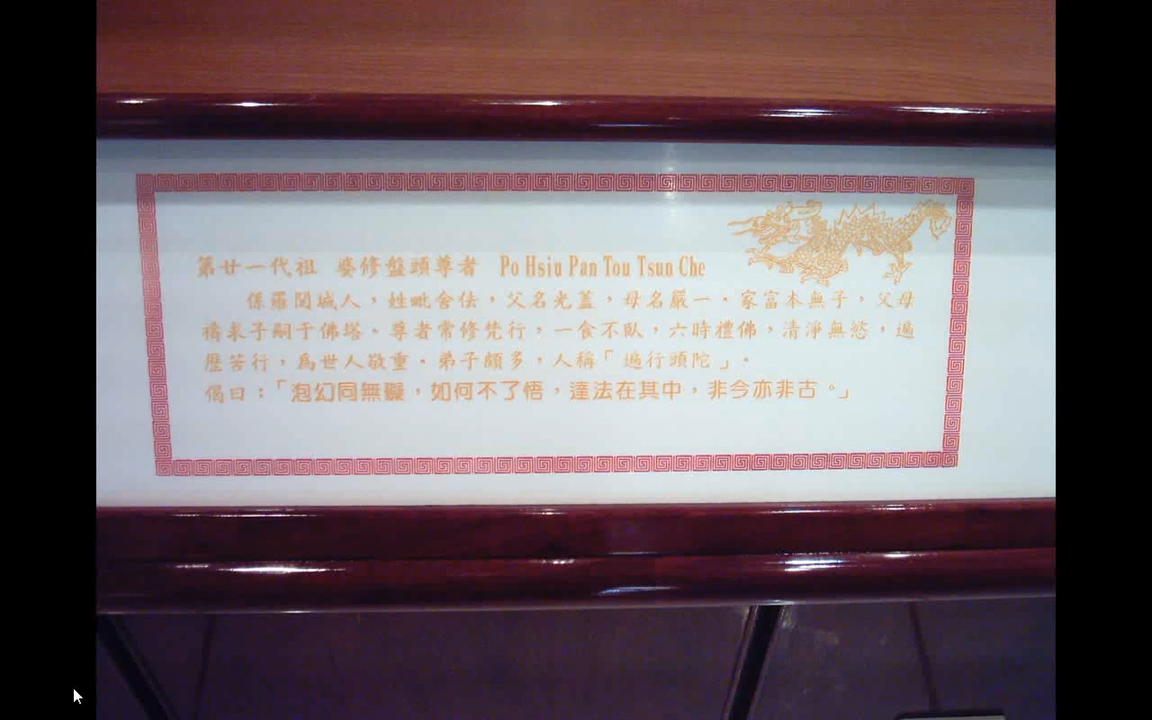 第廿一代祖 婆修盤頭尊者 Po Hsiu Pan Tou Tsun Che
係羅閱城人，姓毗舍佉，父名光蓋，母名嚴一。家富本無子，父母
禱求子嗣于佛塔。尊者常修梵行，一食不臥，六時禮佛，清淨無慾，遍
歷苦行，為世人敬重。弟子頗多，人稱「遍行頭陀」。
偈曰：「泡幻同無礙，如何不了悟，達法在其中，非今亦非古。」